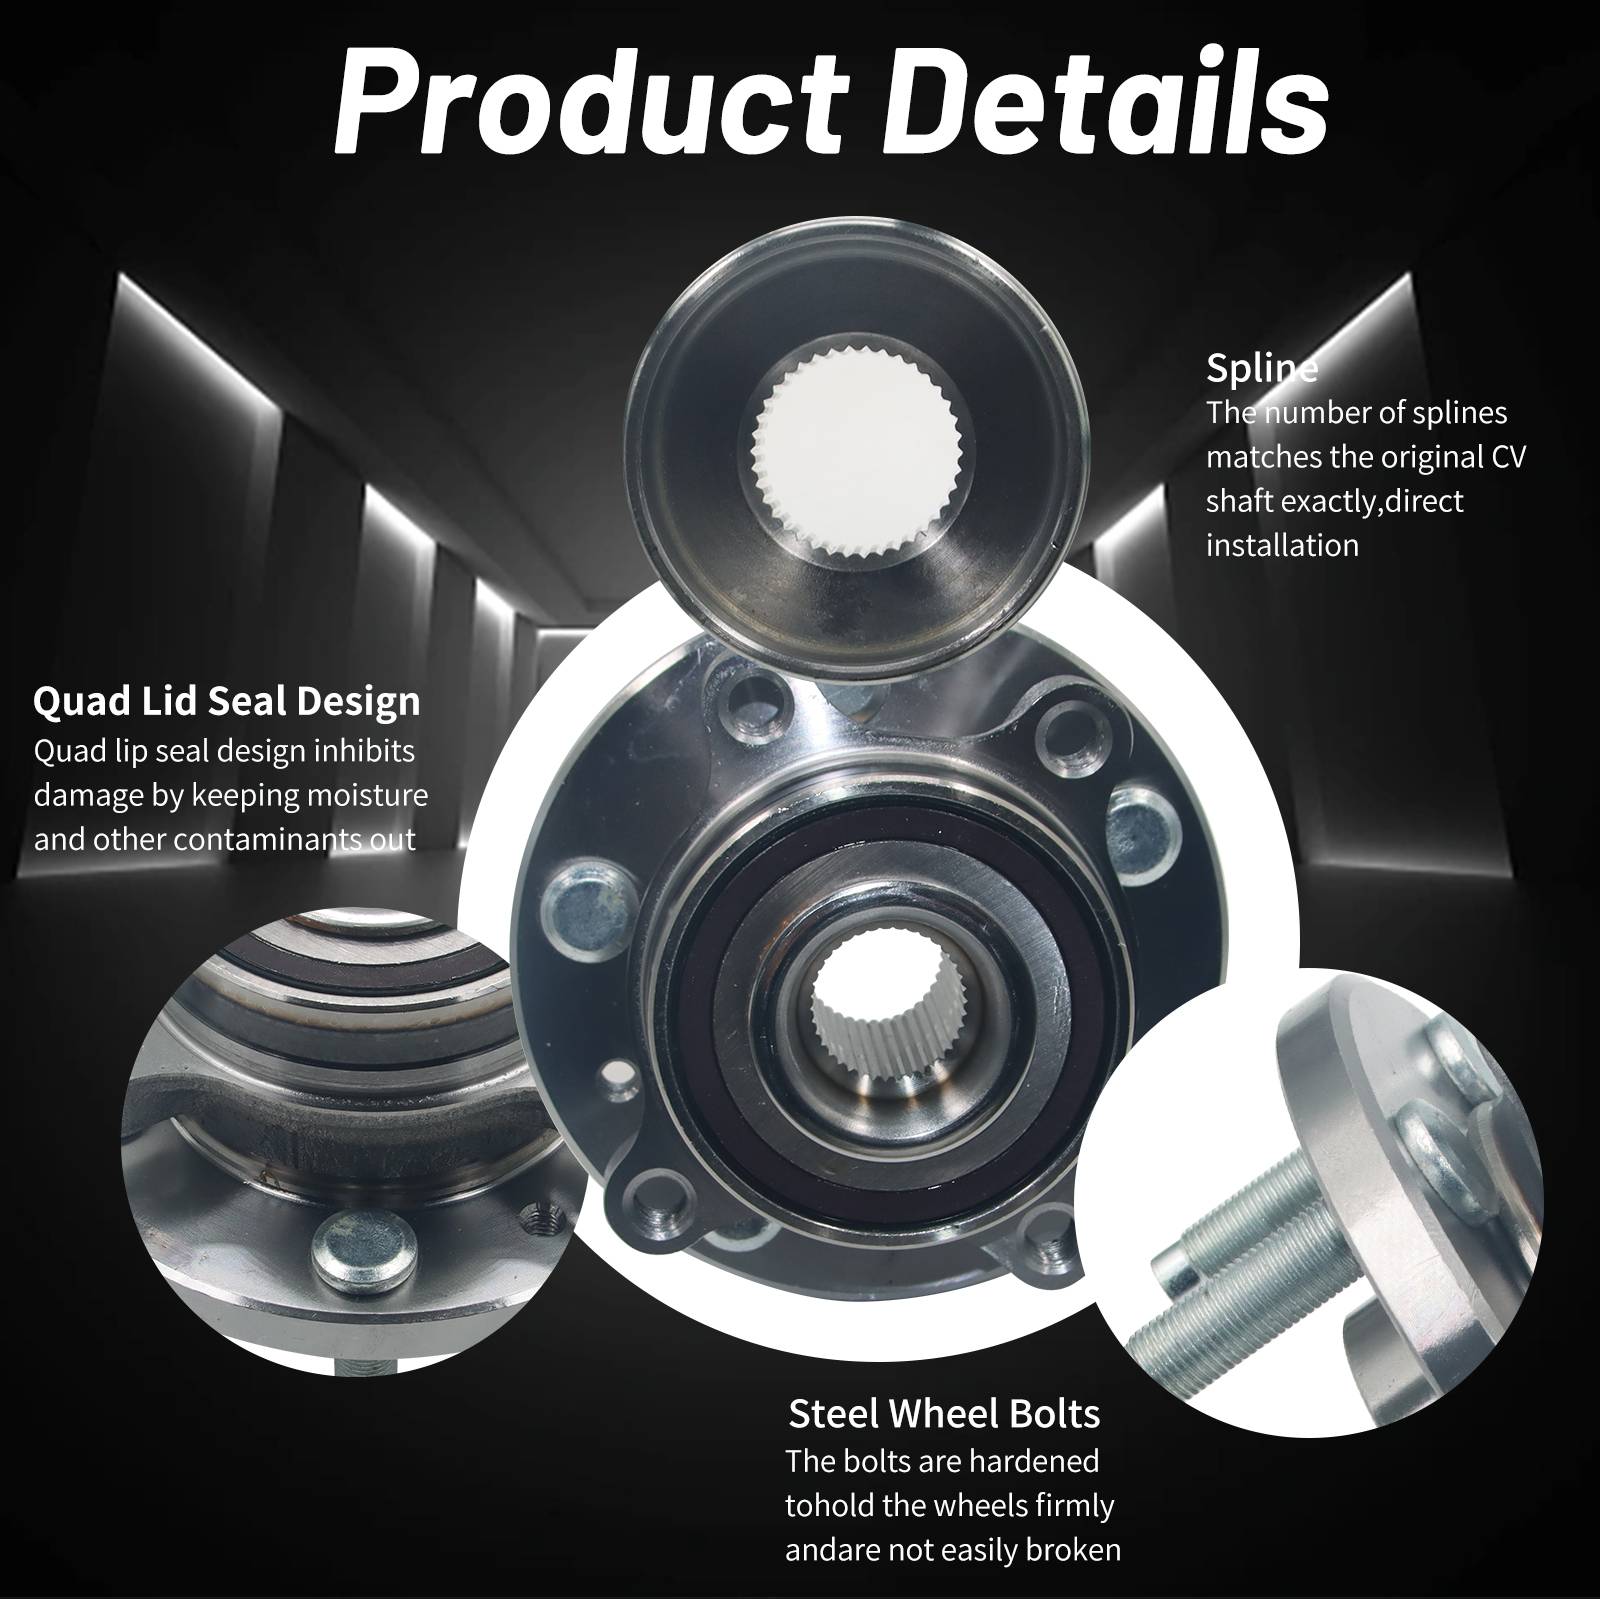 Product Details
Spline
The number of splines
matches the original CV
shaft exactly,direct
installation
Quad Lid Seal Design
Quad lip seal design inhibits
damage by keeping moisture
and other contaminants out
Steel Wheel Bolts
The bolts are hardened
tohold the wheels firmly
andare not easily broken